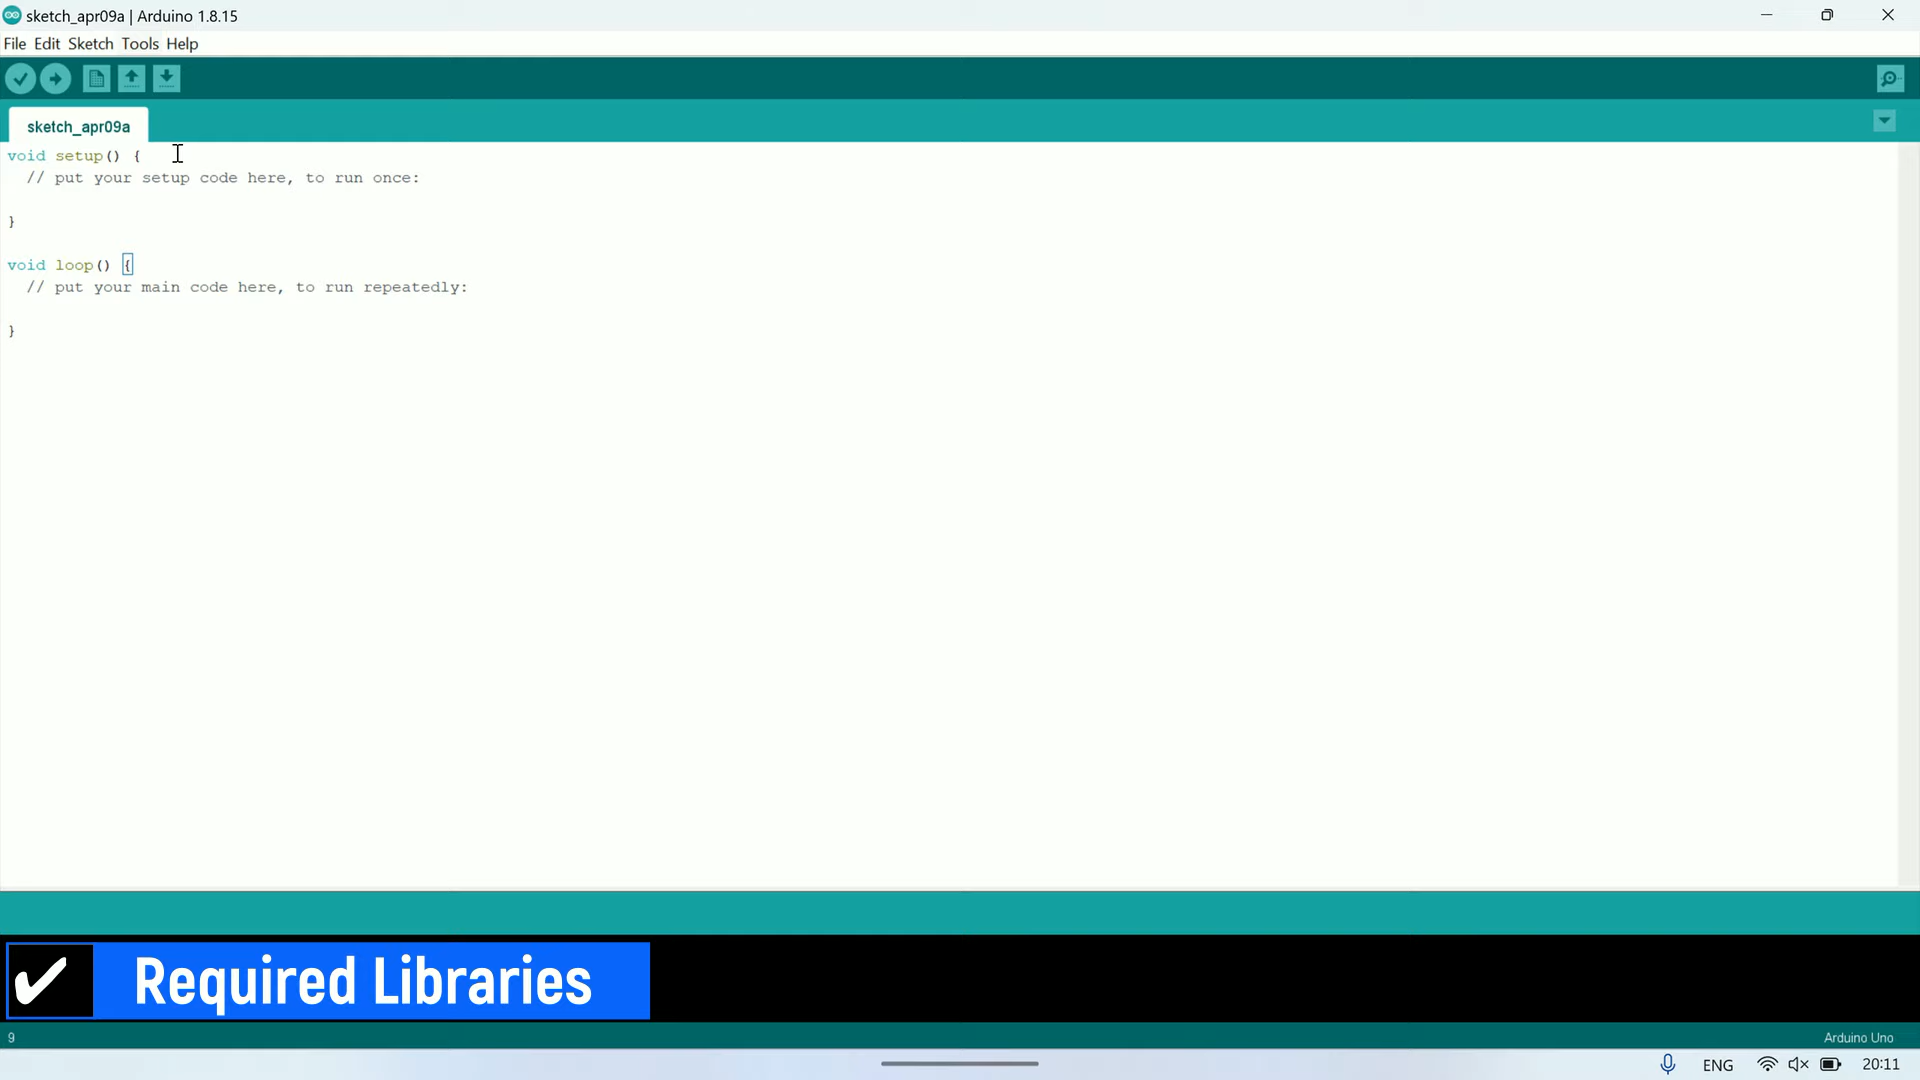 sketch_apr09a | Arduino 1.8.15
File Edit Sketch Tools Help
sketch_apr09a
void setup() {
  // put your setup code here, to run once:
}
void loop() {
  // put your main code here, to run repeatedly:
}
✔ Required Libraries
9
Arduino Uno
ENG
20:11